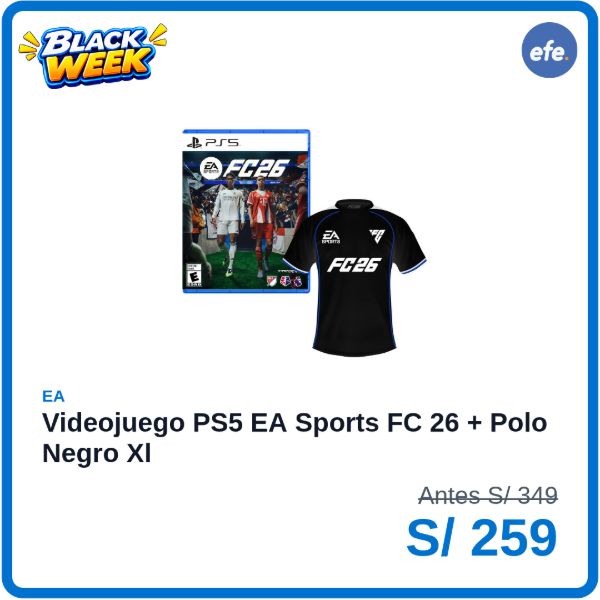 BLACK
WEEK
efe.
PS5
EA
SPORTS
FC26
E
EA
SPORTS
FC26
EA
Videojuego PS5 EA Sports FC 26 + Polo
Negro Xl
Antes S/ 349
S/ 259